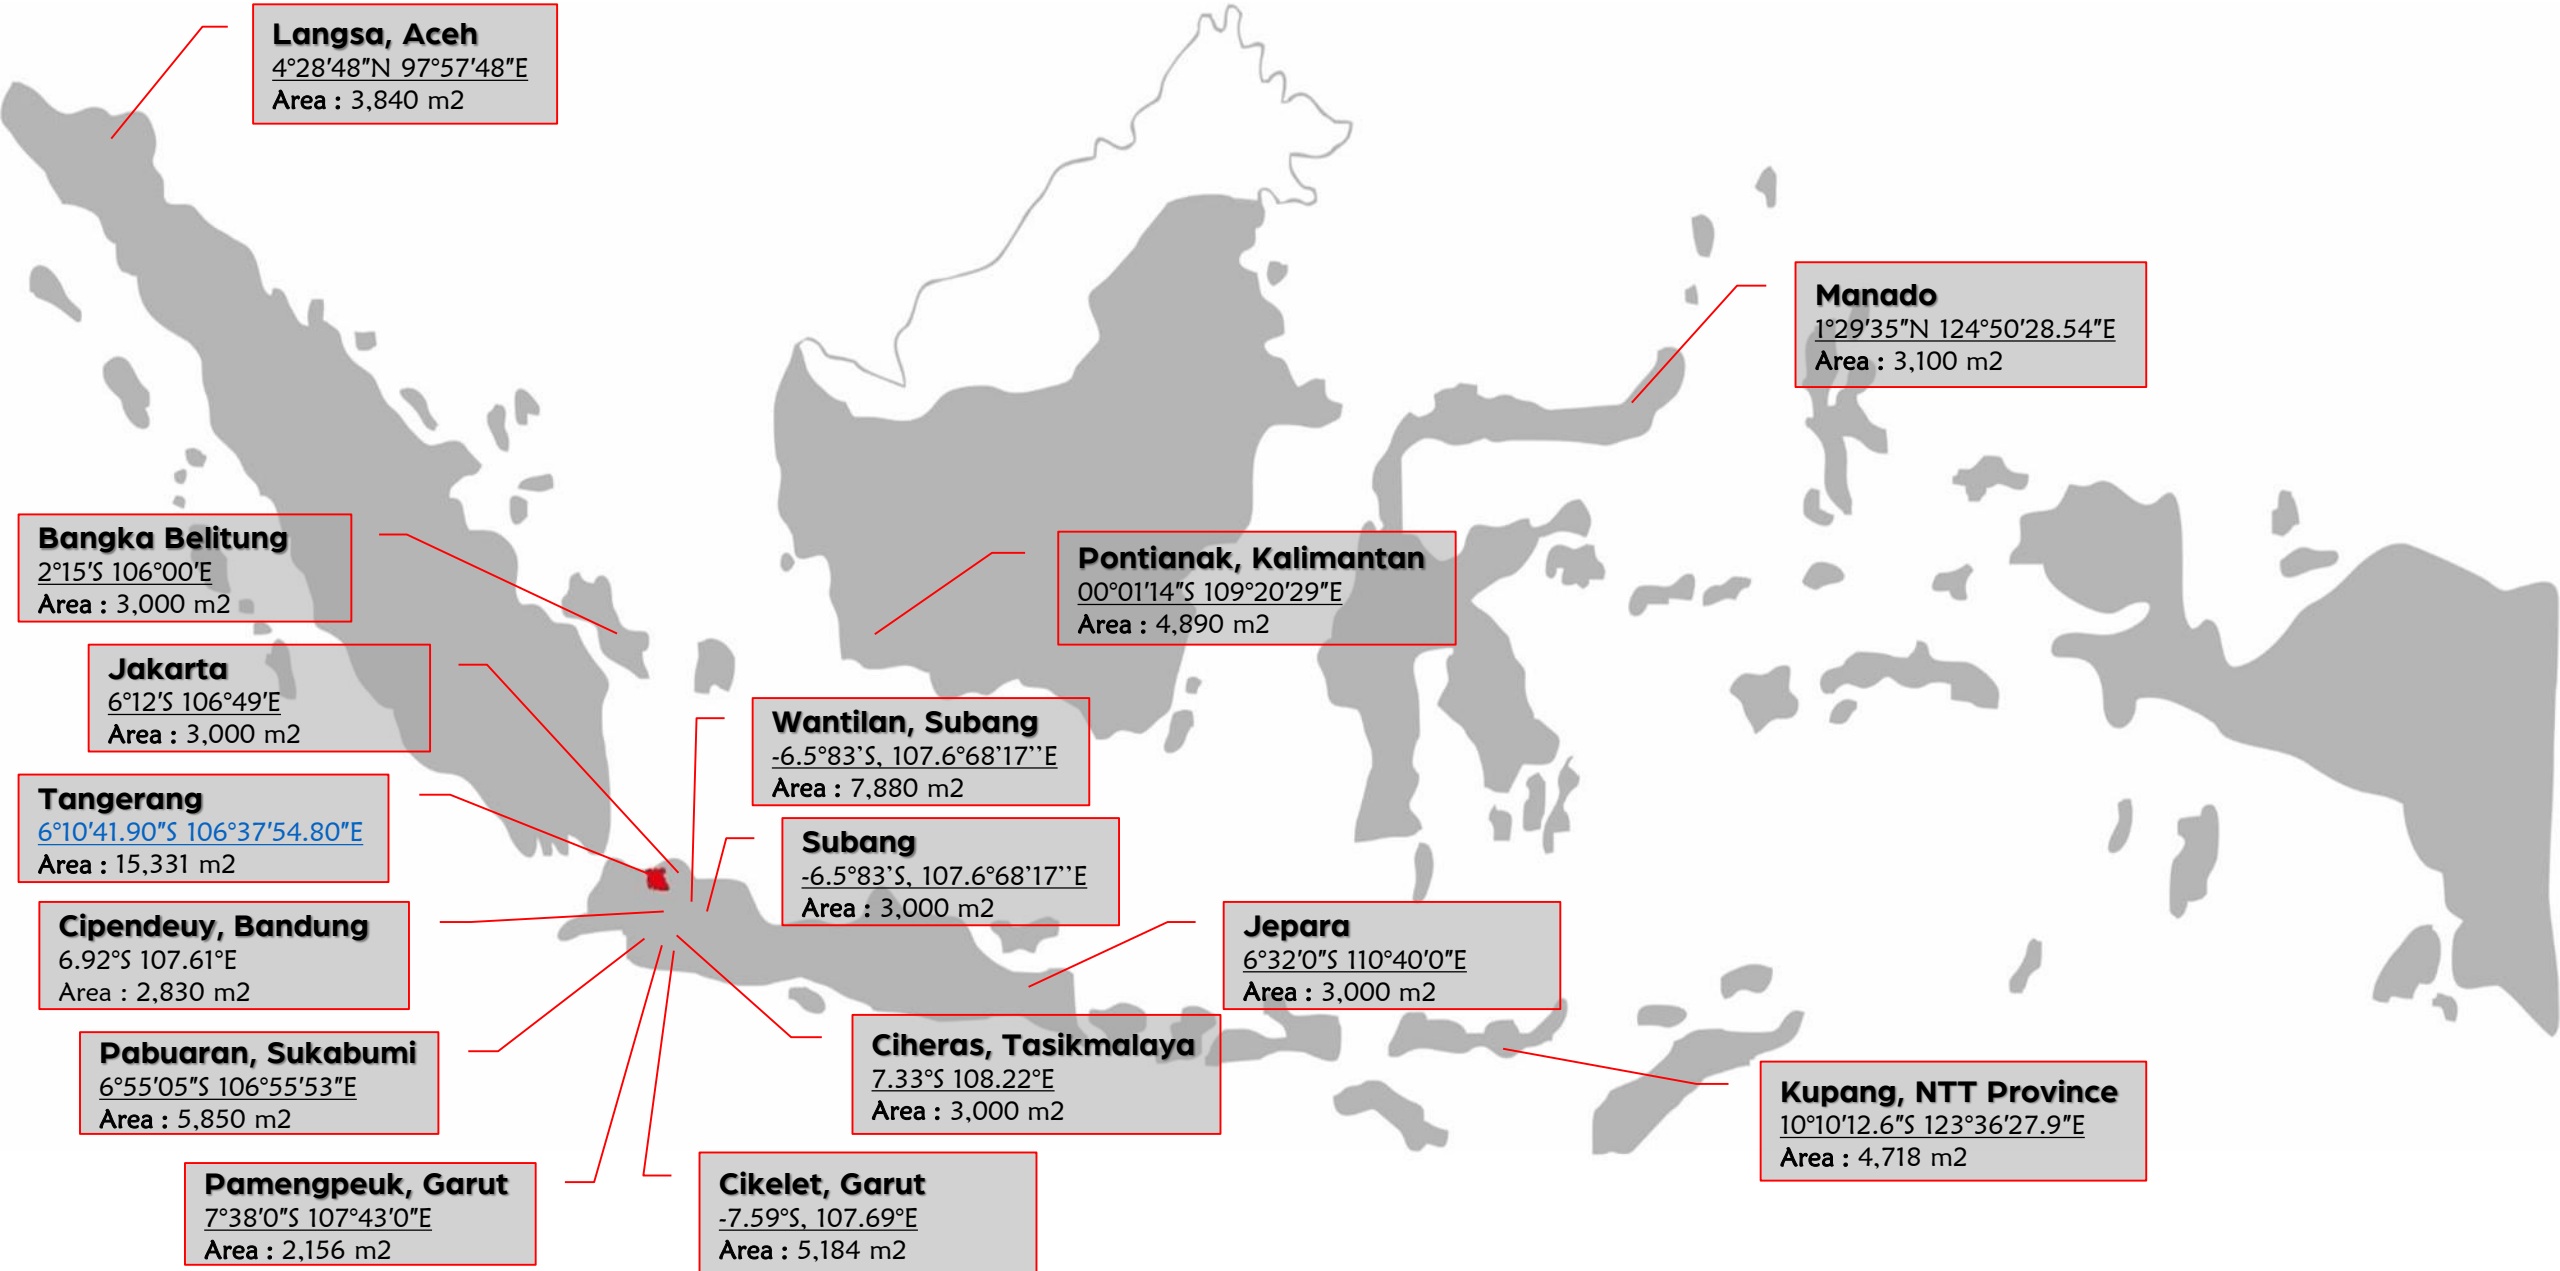 Langsa, Aceh
4°28′48″N 97°57′48″E
Area : 3,840 m2
Manado
1°29′35″N 124°50′28.54″E
Area : 3,100 m2
Bangka Belitung
2°15′S 106°00′E
Area : 3,000 m2
Pontianak, Kalimantan
00°01′14″S 109°20′29″E
Area : 4,890 m2
Jakarta
6°12′S 106°49′E
Area : 3,000 m2
Wantilan, Subang
-6.5°83’S, 107.6°68’17’’E
Area : 7,880 m2
Tangerang
6°10′41.90″S 106°37′54.80″E
Area : 15,331 m2
Subang
-6.5°83’S, 107.6°68’17’’E
Area : 3,000 m2
Cipendeuy, Bandung
6.92°S 107.61°E
Area : 2,830 m2
Jepara
6°32′0″S 110°40′0″E
Area : 3,000 m2
Pabuaran, Sukabumi
6°55′05″S 106°55′53″E
Area : 5,850 m2
Ciheras, Tasikmalaya
7.33°S 108.22°E
Area : 3,000 m2
Kupang, NTT Province
10°10′12.6″S 123°36′27.9″E
Area : 4,718 m2
Pamengpeuk, Garut
7°38′0″S 107°43′0″E
Area : 2,156 m2
Cikelet, Garut
-7.59°S, 107.69°E
Area : 5,184 m2